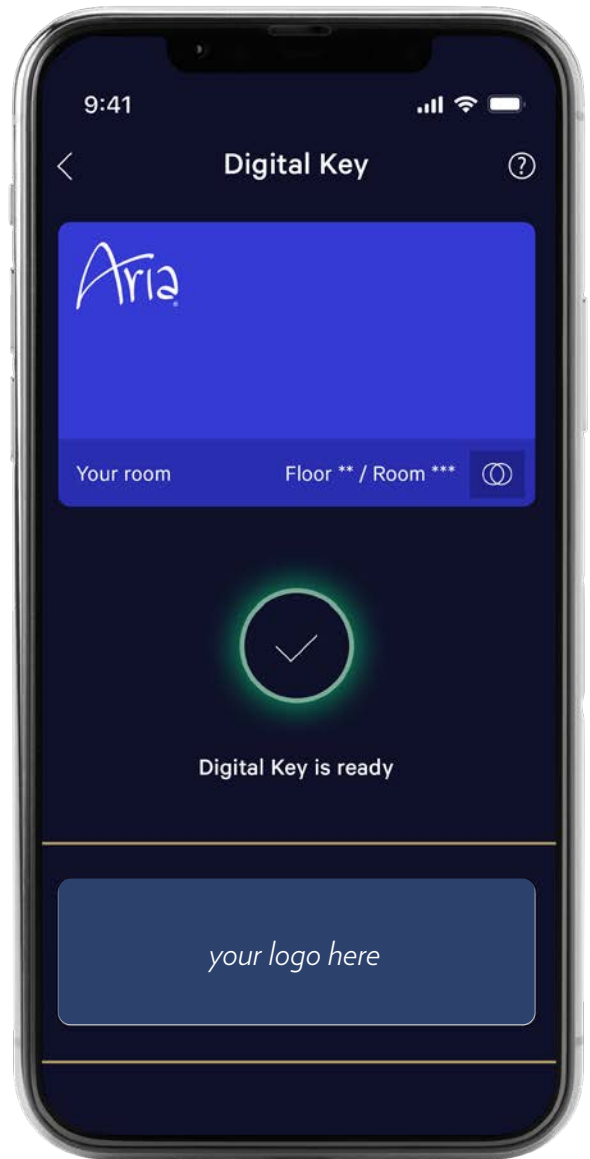 9:41
Digital Key
?
Aria
Your room
Floor ** / Room ***
Digital Key is ready
your logo here